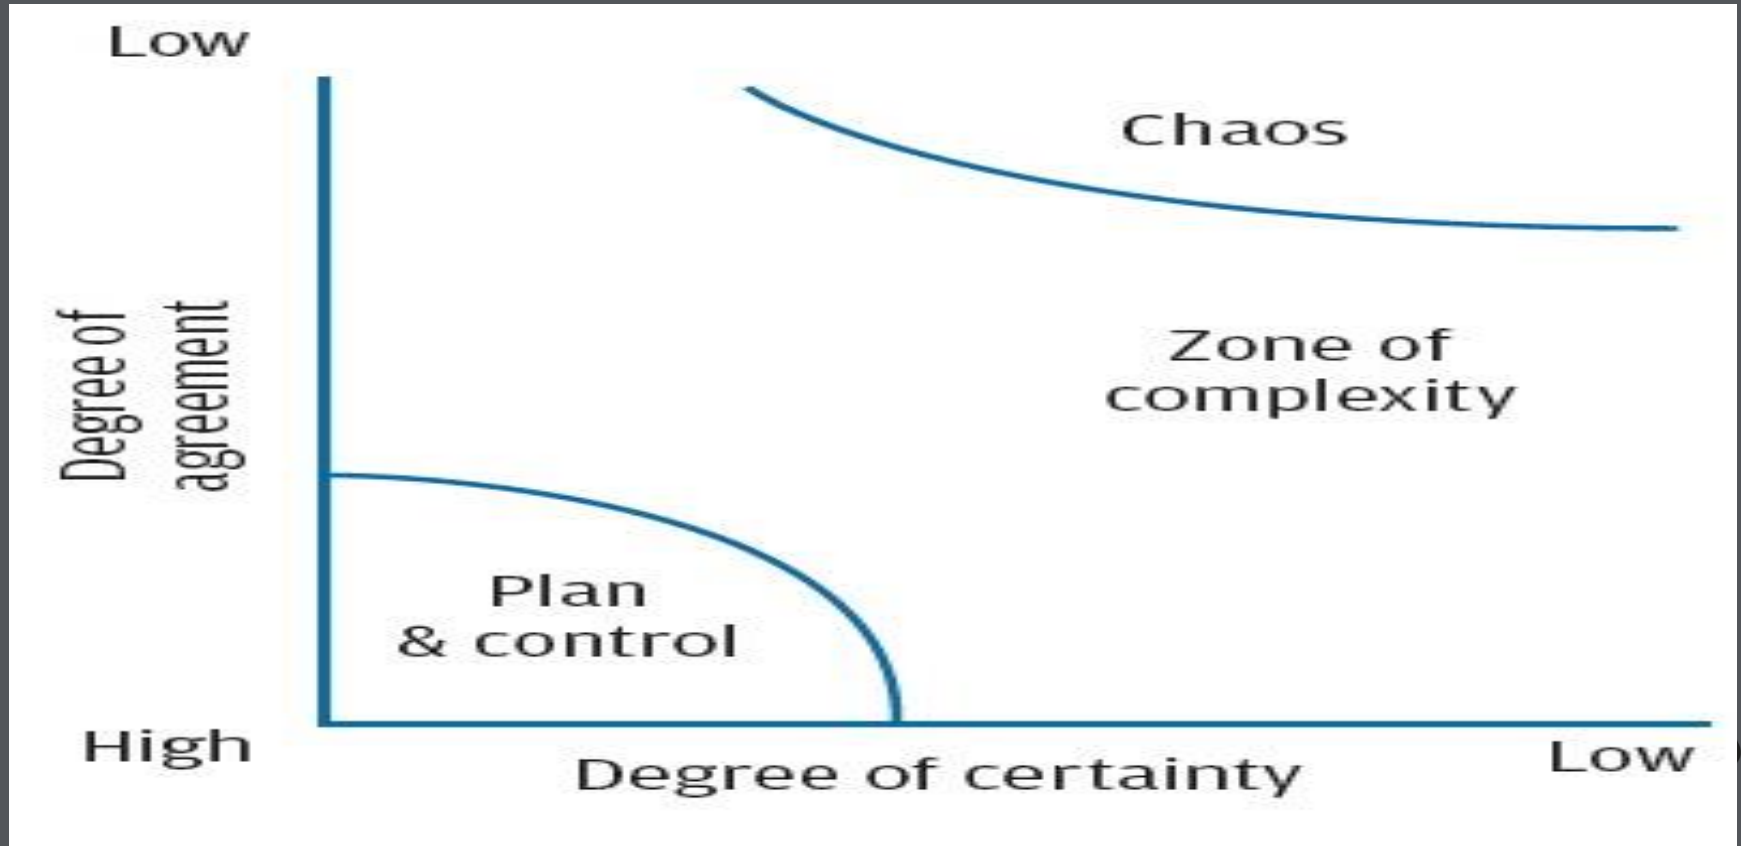 Low
Chaos
Zone of
complexity
Degree of
agreement
Plan
& control
High
Degree of certainty
Low